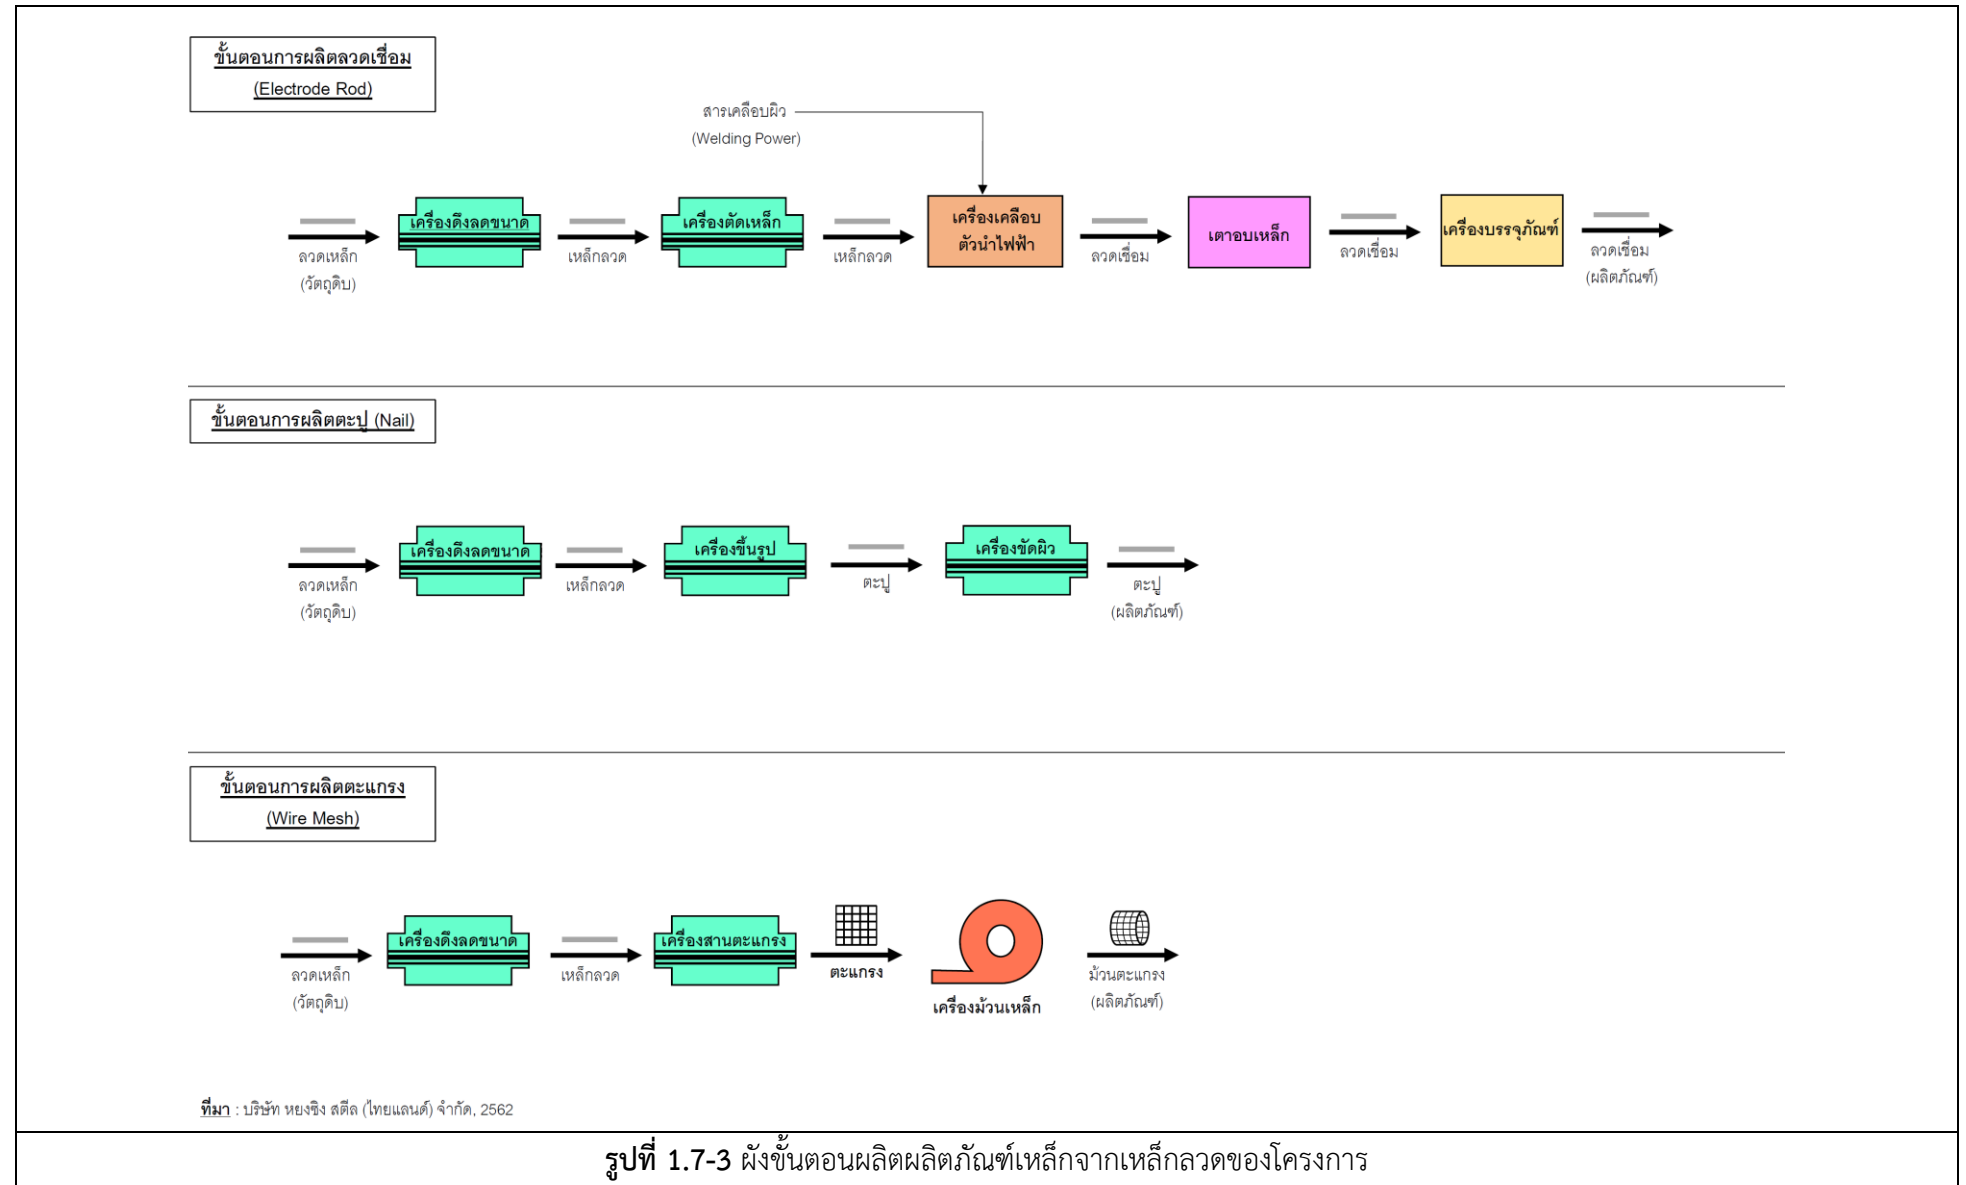 ขั้นตอนการผลิตลวดเชื่อม
(Electrode Rod)
สารเคลือบผิว
(Welding Power)
ลวดเหล็ก
(วัตถุดิบ)
เครื่องดึงลดขนาด
เหล็กลวด
เครื่องตัดเหล็ก
เหล็กลวด
เครื่องเคลือบ
ตัวนำไฟฟ้า
ลวดเชื่อม
เตาอบเหล็ก
ลวดเชื่อม
เครื่องบรรจุภัณฑ์
ลวดเชื่อม
(ผลิตภัณฑ์)
ขั้นตอนการผลิตตะปู (Nail)
ลวดเหล็ก
(วัตถุดิบ)
เครื่องดึงลดขนาด
เหล็กลวด
เครื่องขึ้นรูป
ตะปู
เครื่องขัดผิว
ตะปู
(ผลิตภัณฑ์)
ขั้นตอนการผลิตตะแกรง
(Wire Mesh)
ลวดเหล็ก
(วัตถุดิบ)
เครื่องดึงลดขนาด
เหล็กลวด
เครื่องสานตะแกรง
ตะแกรง
เครื่องม้วนเหล็ก
ม้วนตะแกรง
(ผลิตภัณฑ์)
ที่มา : บริษัท หยงซิง สตีล (ไทยแลนด์) จำกัด, 2562
รูปที่ 1.7-3 ผังขั้นตอนผลิตผลิตภัณฑ์เหล็กจากเหล็กลวดของโครงการ